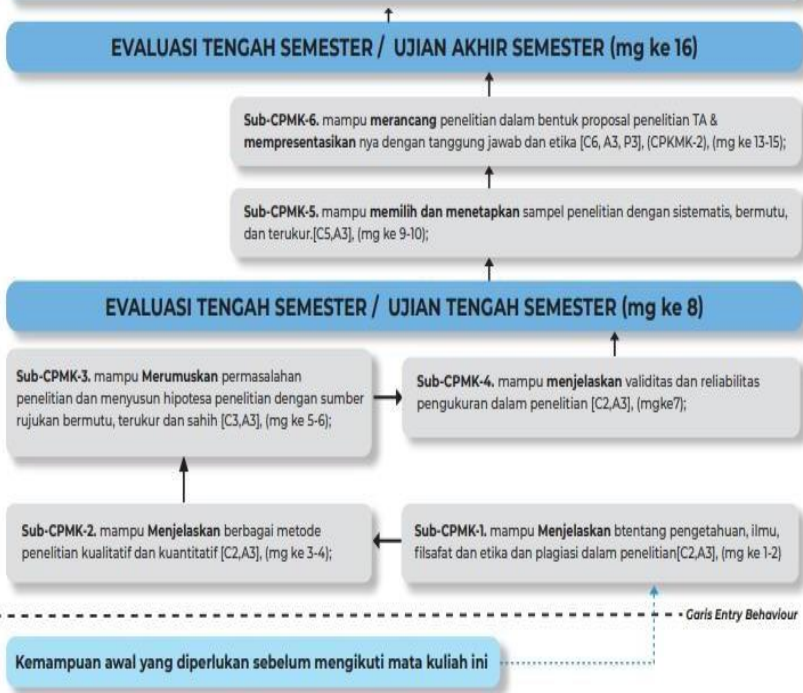 EVALUASI TENGAH SEMESTER / UJIAN AKHIR SEMESTER (mg ke 16)
Sub-CPMK-6. mampu merancang penelitian dalam bentuk proposal penelitian TA &
mempresentasikan nya dengan tanggung jawab dan etika [C6, A3, P3], (CPKMK-2), (mg ke 13-15);
Sub-CPMK-5. mampu memilih dan menetapkan sampel penelitian dengan sistematis, bermutu,
dan terukur.[C5,A3], (mg ke 9-10);
EVALUASI TENGAH SEMESTER / UJIAN TENGAH SEMESTER (mg ke 8)
Sub-CPMK-3. mampu Merumuskan permasalahan
penelitian dan menyusun hipotesa penelitian dengan sumber
rujukan bermutu, terukur dan sahih [C3,A3], (mg ke 5-6);
Sub-CPMK-4. mampu menjelaskan validitas dan reliabilitas
pengukuran dalam penelitian [C2,A3], (mgke7);
Sub-CPMK-2. mampu Menjelaskan berbagai metode
penelitian kualitatif dan kuantitatif [C2,A3], (mg ke 3-4);
Sub-CPMK-1. mampu Menjelaskan btentang pengetahuan, ilmu,
filsafat dan etika dan plagiasi dalam penelitian[C2,A3], (mg ke 1-2)
Garis Entry Behaviour
Kemampuan awal yang diperlukan sebelum mengikuti mata kuliah ini